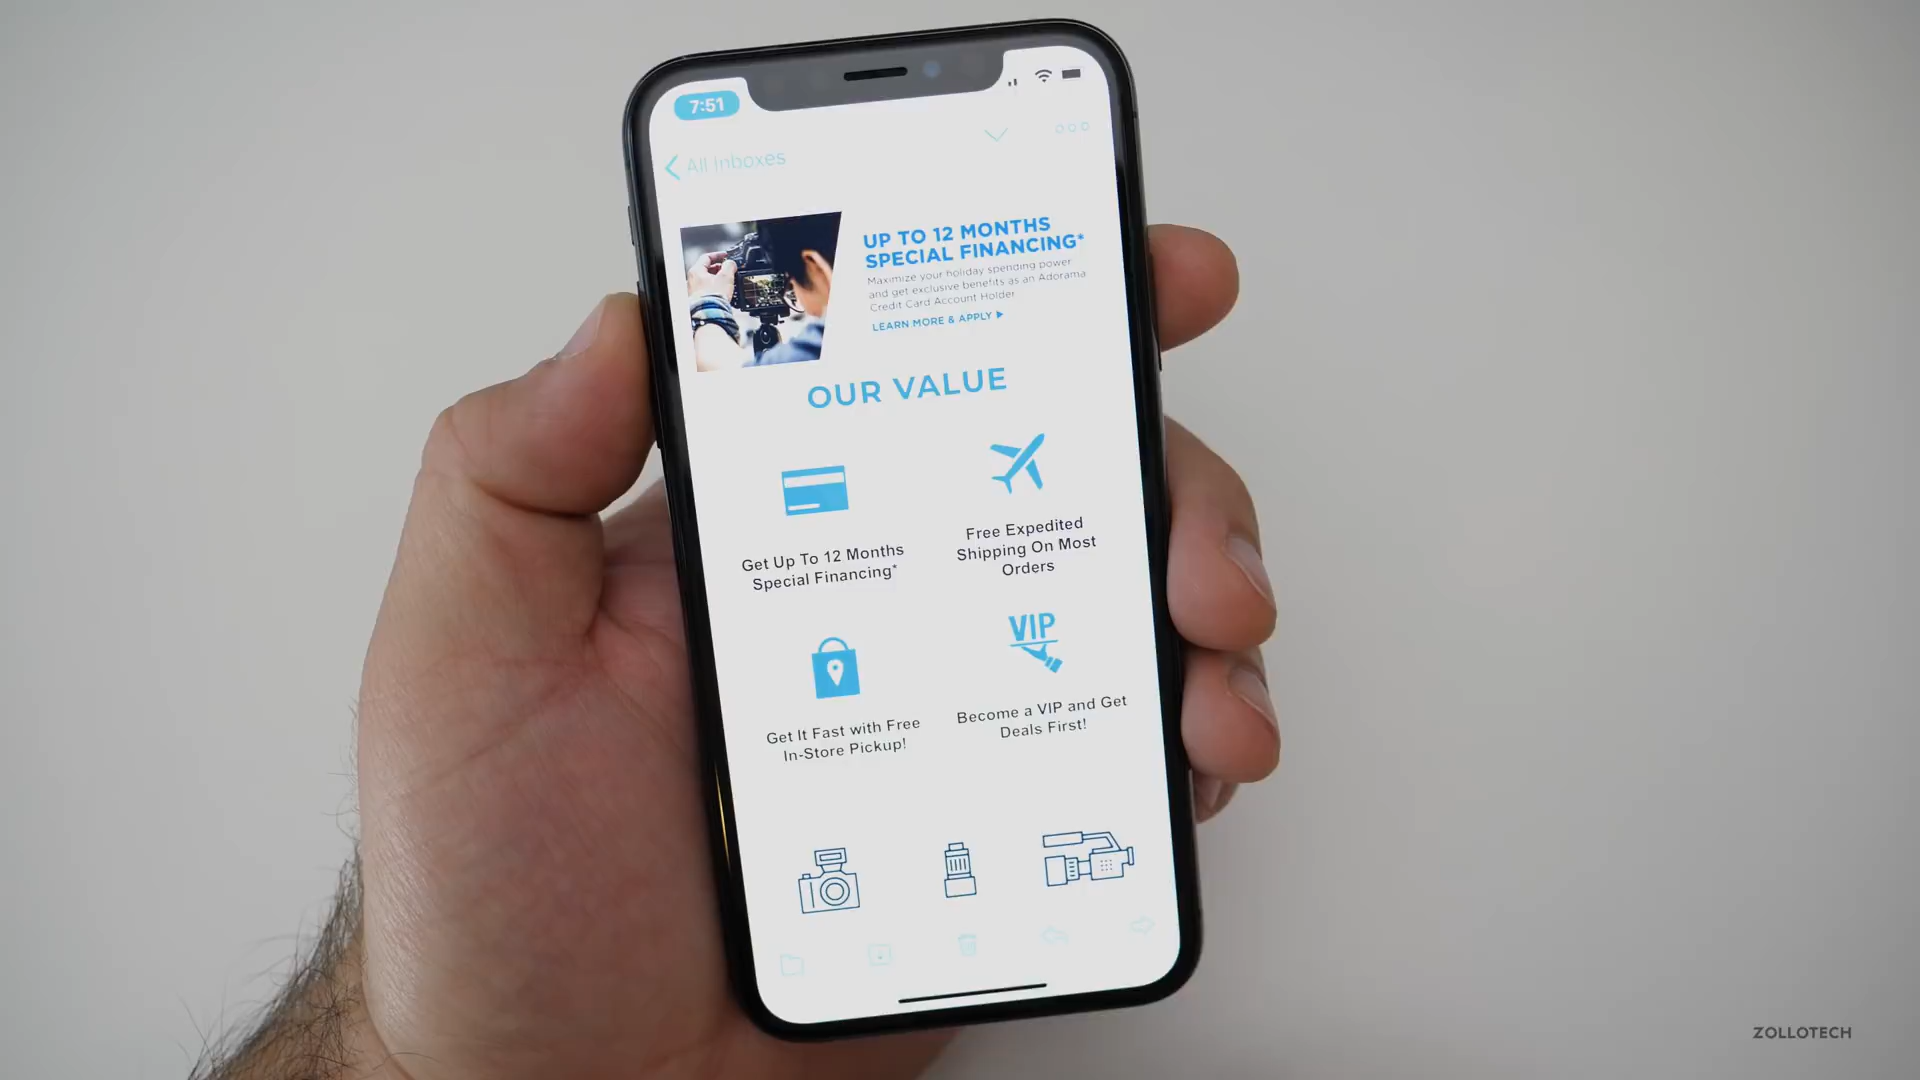 7:51
All Inboxes
UP TO 12 MONTHS
SPECIAL FINANCING*
Maximize your holiday spending power
and get exclusive benefits as an Adorama
Credit Card Account Holder
LEARN MORE & APPLY
OUR VALUE
Get Up To 12 Months
Special Financing*
Free Expedited
Shipping On Most
Orders
VIP
Get It Fast with Free
In-Store Pickup!
Become a VIP and Get
Deals First!
ZOLLOTECH